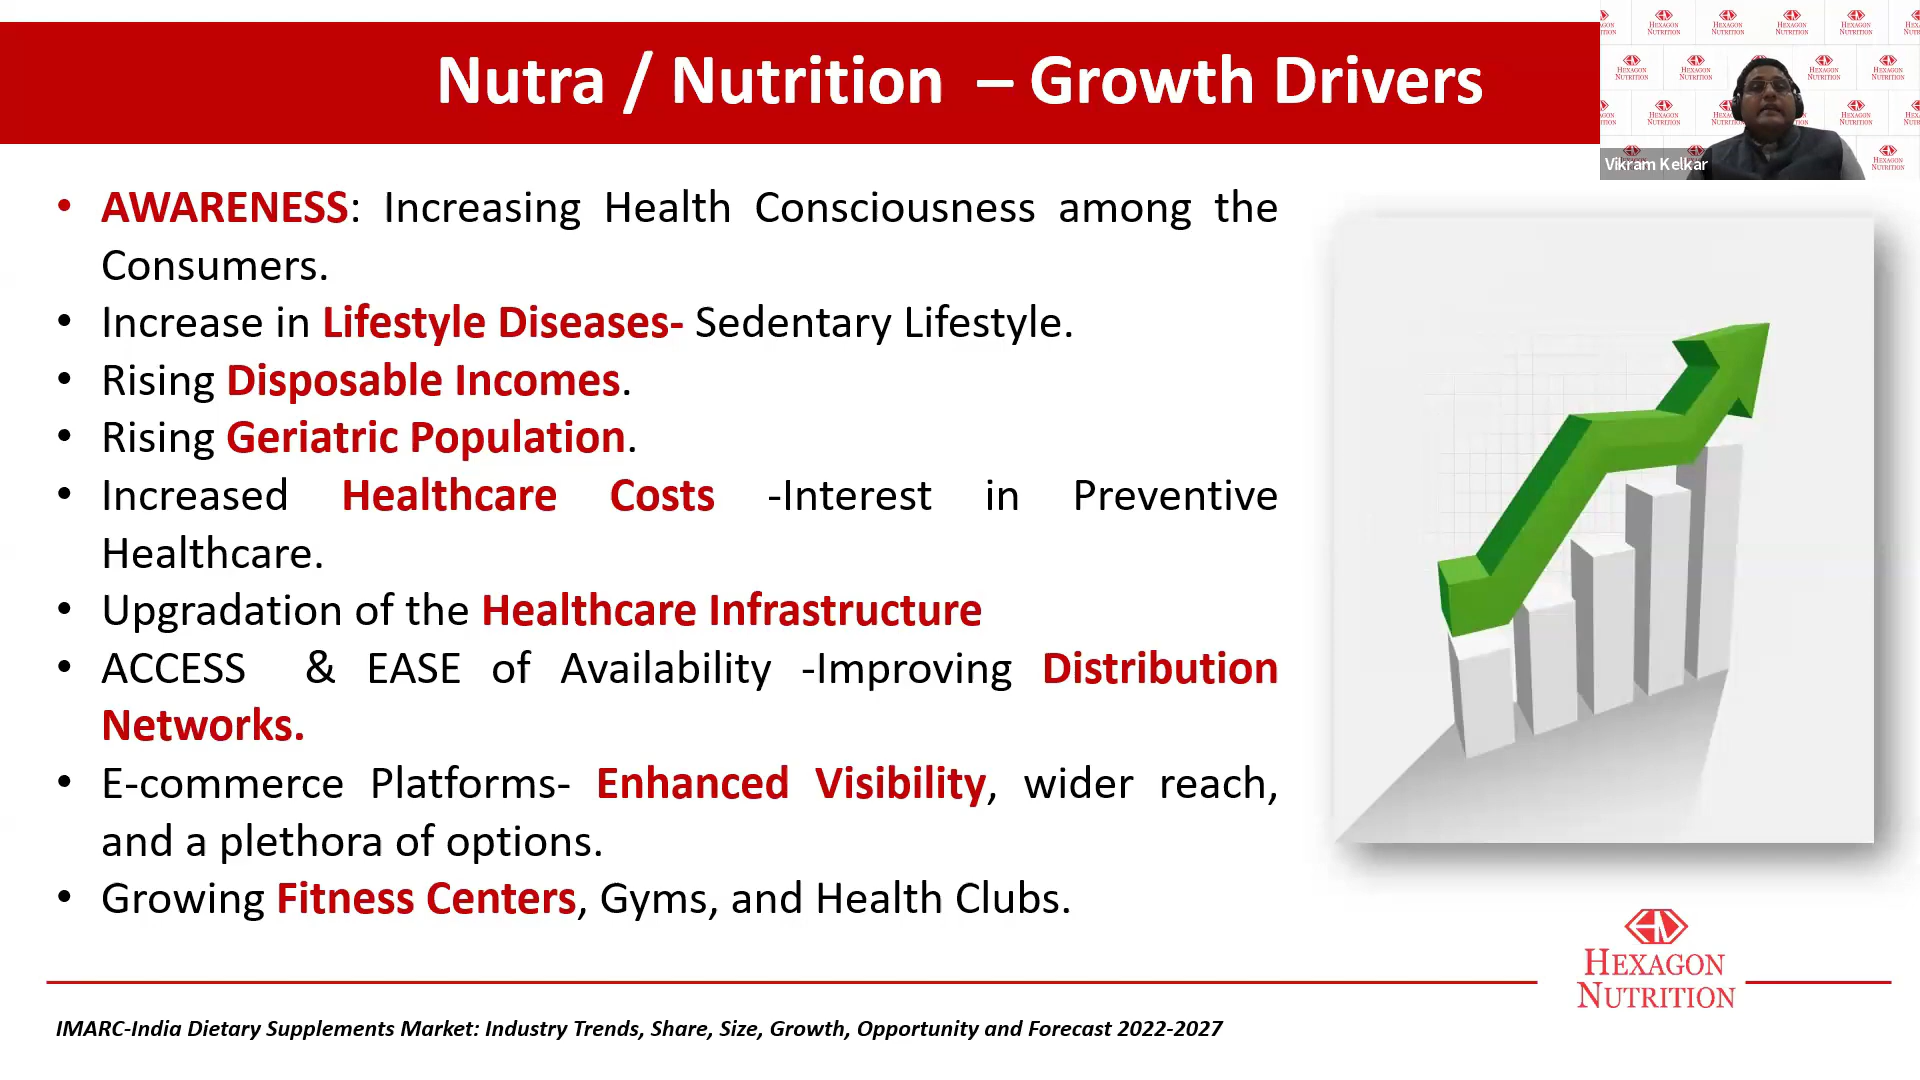 Nutra / Nutrition – Growth Drivers
HEXAGON
NUTRITION
Vikram Kelkar
• AWARENESS: Increasing Health Consciousness among the
Consumers.
• Increase in Lifestyle Diseases- Sedentary Lifestyle.
• Rising Disposable Incomes.
• Rising Geriatric Population.
• Increased Healthcare Costs -Interest in Preventive
Healthcare.
• Upgradation of the Healthcare Infrastructure
• ACCESS & EASE of Availability -Improving Distribution
Networks.
• E-commerce Platforms- Enhanced Visibility, wider reach,
and a plethora of options.
• Growing Fitness Centers, Gyms, and Health Clubs.
HEXAGON
NUTRITION
IMARC-India Dietary Supplements Market: Industry Trends, Share, Size, Growth, Opportunity and Forecast 2022-2027